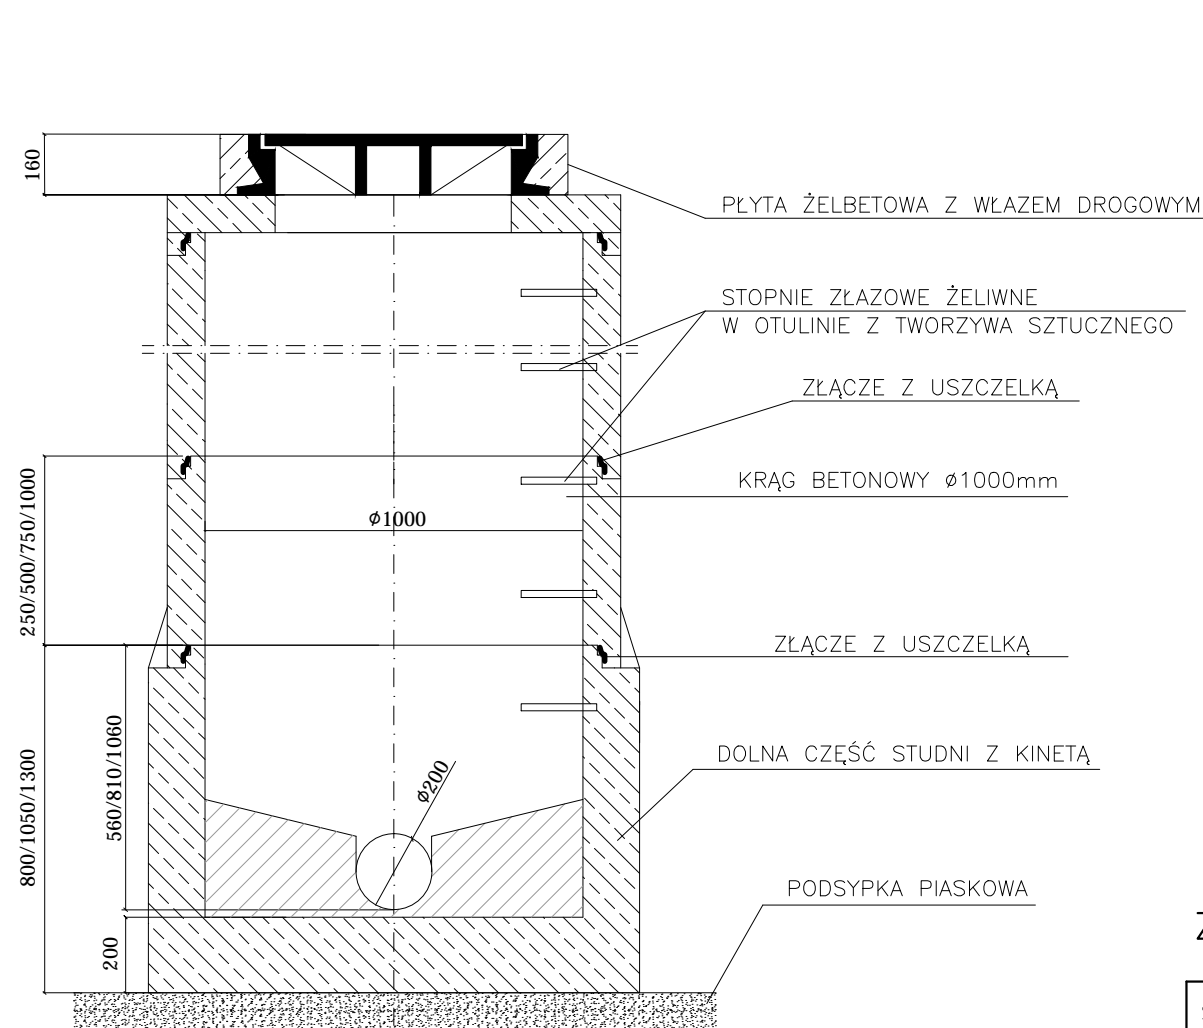 160
PŁYTA ŻELBETOWA Z WŁAZEM DROGOWYM
STOPNIE ZŁAZOWE ŻELIWNE
W OTULINIE Z TWORZYWA SZTUCZNEGO
ZŁĄCZE Z USZCZELKĄ
KRĄG BETONOWY ø1000mm
250/500/750/1000
ø1000
ZŁĄCZE Z USZCZELKĄ
DOLNA CZĘŚĆ STUDNI Z KINETĄ
ø200
560/810/1060
800/1050/1300
PODSYPKA PIASKOWA
200